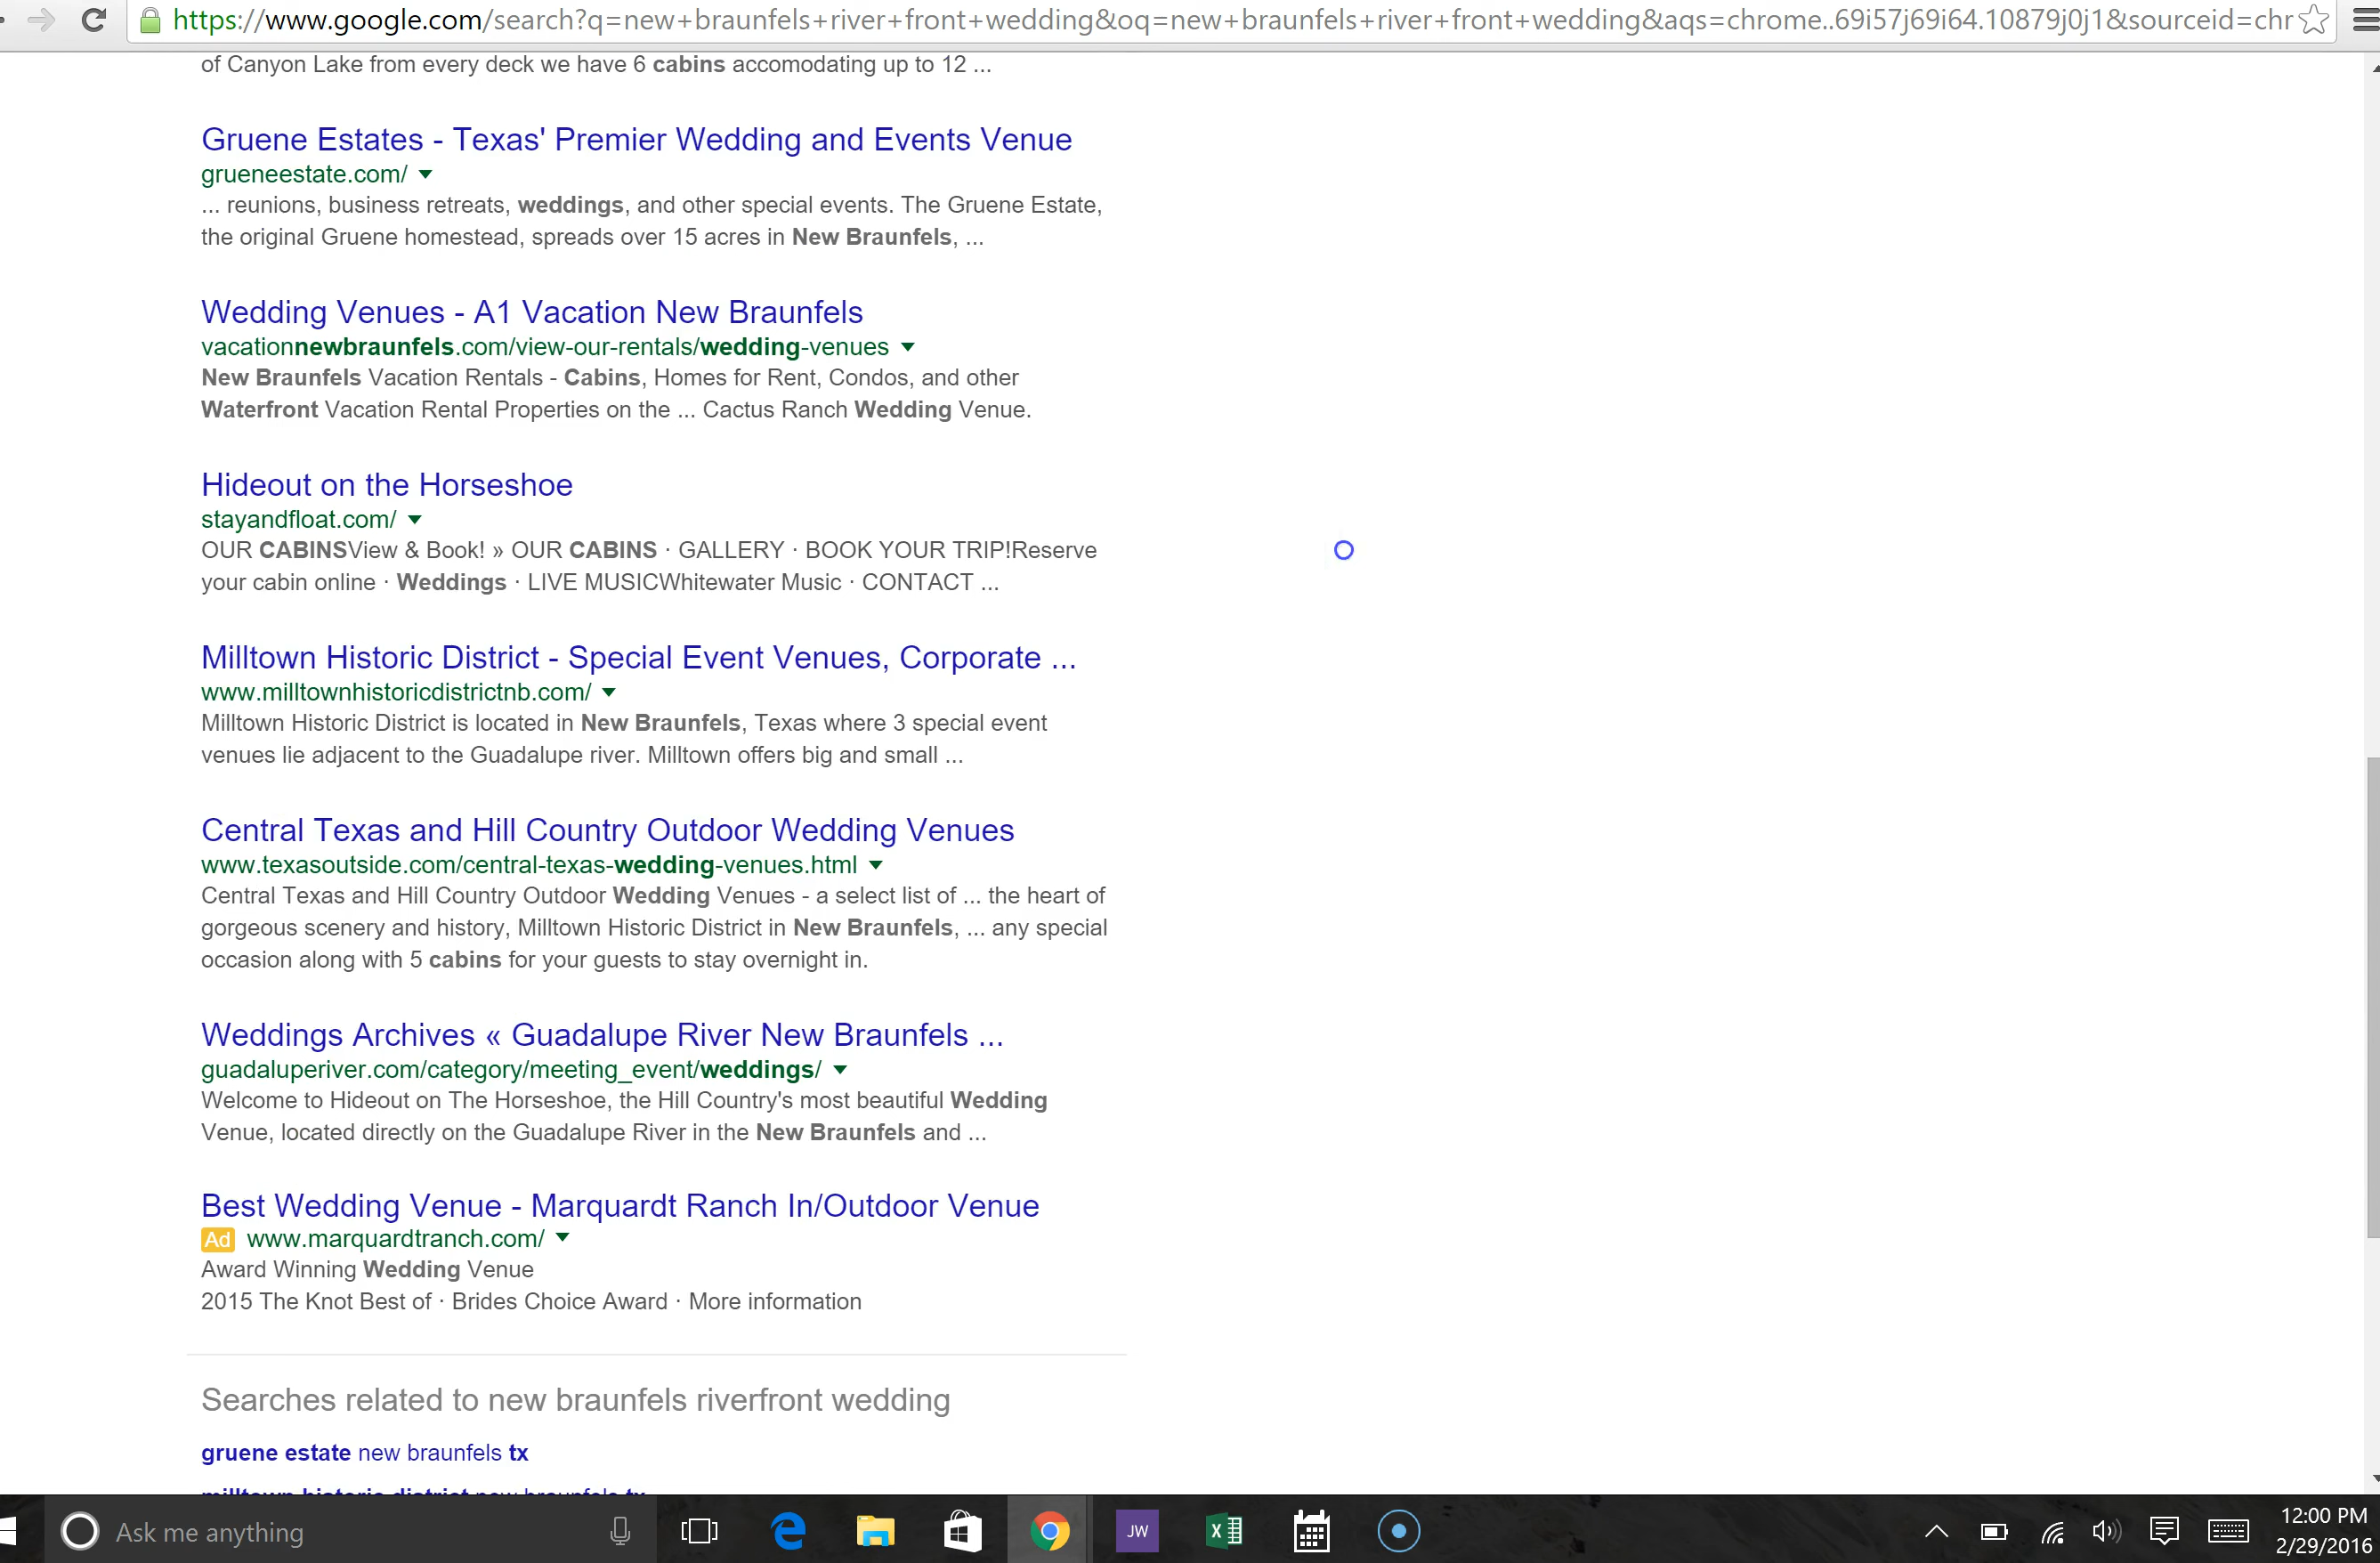 https://www.google.com/search?q=new+braunfels+river+front+wedding&oq=new+braunfels+river+front+wedding&aqs=chrome..69i57j69i64.10879j0j1&sourceid=chr
of Canyon Lake from every deck we have 6 cabins accomodating up to 12 ...
Gruene Estates - Texas' Premier Wedding and Events Venue
grueneestate.com/
... reunions, business retreats, weddings, and other special events. The Gruene Estate,
the original Gruene homestead, spreads over 15 acres in New Braunfels, ...
Wedding Venues - A1 Vacation New Braunfels
vacationnewbraunfels.com/view-our-rentals/wedding-venues
New Braunfels Vacation Rentals - Cabins, Homes for Rent, Condos, and other
Waterfront Vacation Rental Properties on the ... Cactus Ranch Wedding Venue.
Hideout on the Horseshoe
stayandfloat.com/
OUR CABINSView & Book! » OUR CABINS · GALLERY · BOOK YOUR TRIP!Reserve
your cabin online · Weddings · LIVE MUSICWhitewater Music · CONTACT ...
Milltown Historic District - Special Event Venues, Corporate ...
www.milltownhistoricdistrictnb.com/
Milltown Historic District is located in New Braunfels, Texas where 3 special event
venues lie adjacent to the Guadalupe river. Milltown offers big and small ...
Central Texas and Hill Country Outdoor Wedding Venues
www.texasoutside.com/central-texas-wedding-venues.html
Central Texas and Hill Country Outdoor Wedding Venues - a select list of ... the heart of
gorgeous scenery and history, Milltown Historic District in New Braunfels, ... any special
occasion along with 5 cabins for your guests to stay overnight in.
Weddings Archives « Guadalupe River New Braunfels ...
guadaluperiver.com/category/meeting_event/weddings/
Welcome to Hideout on The Horseshoe, the Hill Country's most beautiful Wedding
Venue, located directly on the Guadalupe River in the New Braunfels and ...
Best Wedding Venue - Marquardt Ranch In/Outdoor Venue
Ad www.marquardtranch.com/
Award Winning Wedding Venue
2015 The Knot Best of · Brides Choice Award · More information
Searches related to new braunfels riverfront wedding
gruene estate new braunfels tx
milltown historic district new braunfels tx
Ask me anything
JW
12:00 PM
2/29/2016